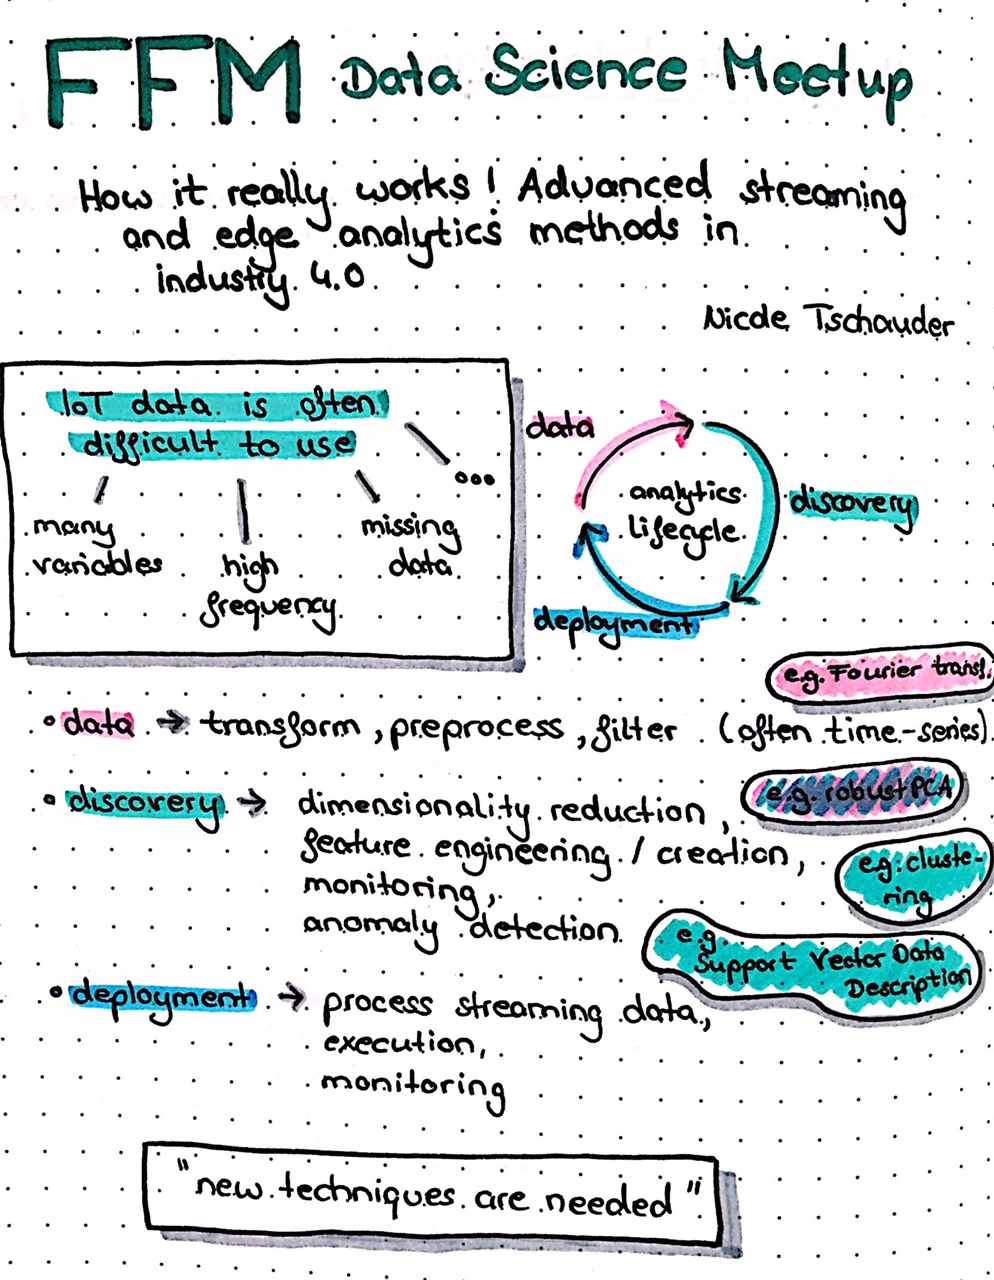 FFM Data Science Meetup
How it really works! Advanced streaming
and edge analytics methods in
industry 4.0
Nicole Tschauder
IoT data is often
difficult to use
...
many
variables
high
frequency
missing
data
data
analytics
lifecycle
discovery
deployment
e.g. Fourier transf.
• data → transform, preprocess, filter (often time-series)
• discovery → dimensionality reduction,
e.g. robust PCA
feature engineering / creation,
e.g. cluste-
ring
monitoring,
anomaly detection
e.g.
Support Vector Data
Description
• deployment → process streaming data,
execution,
monitoring
"new techniques are needed"